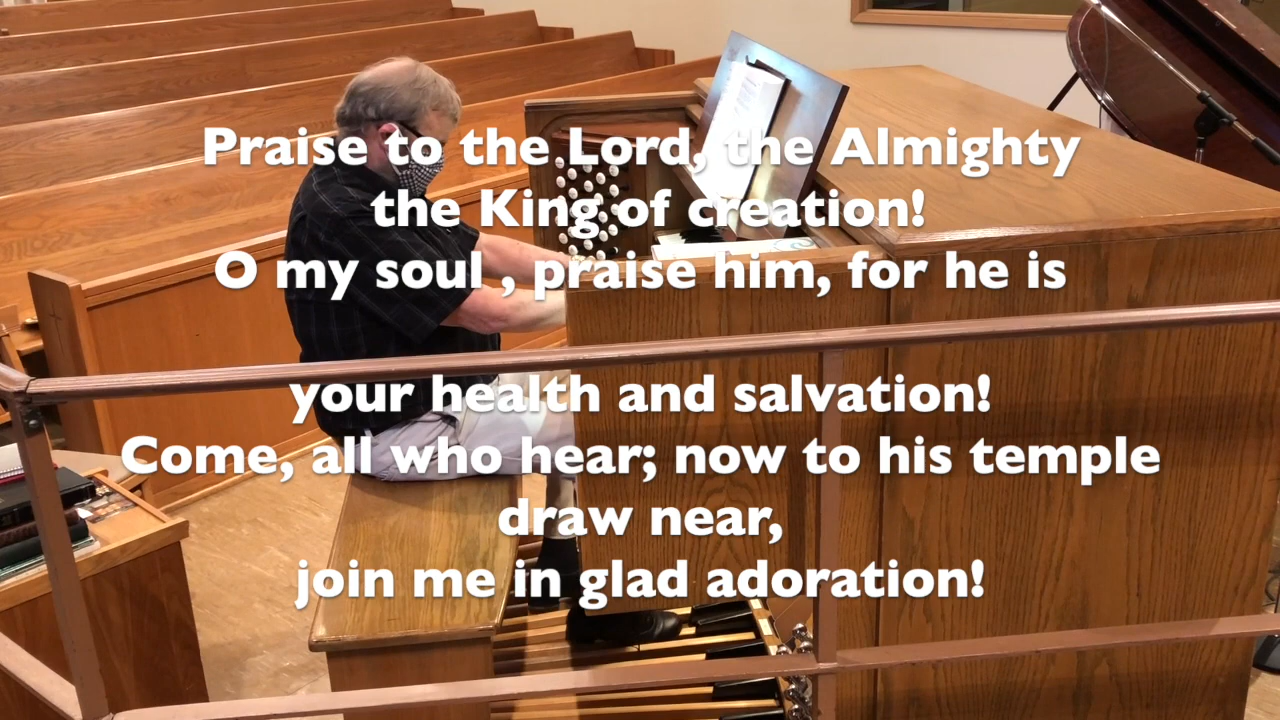 Praise to the Lord, the Almighty
the King of creation!
O my soul , praise him, for he is
your health and salvation!
Come, all who hear; now to his temple
draw near,
join me in glad adoration!